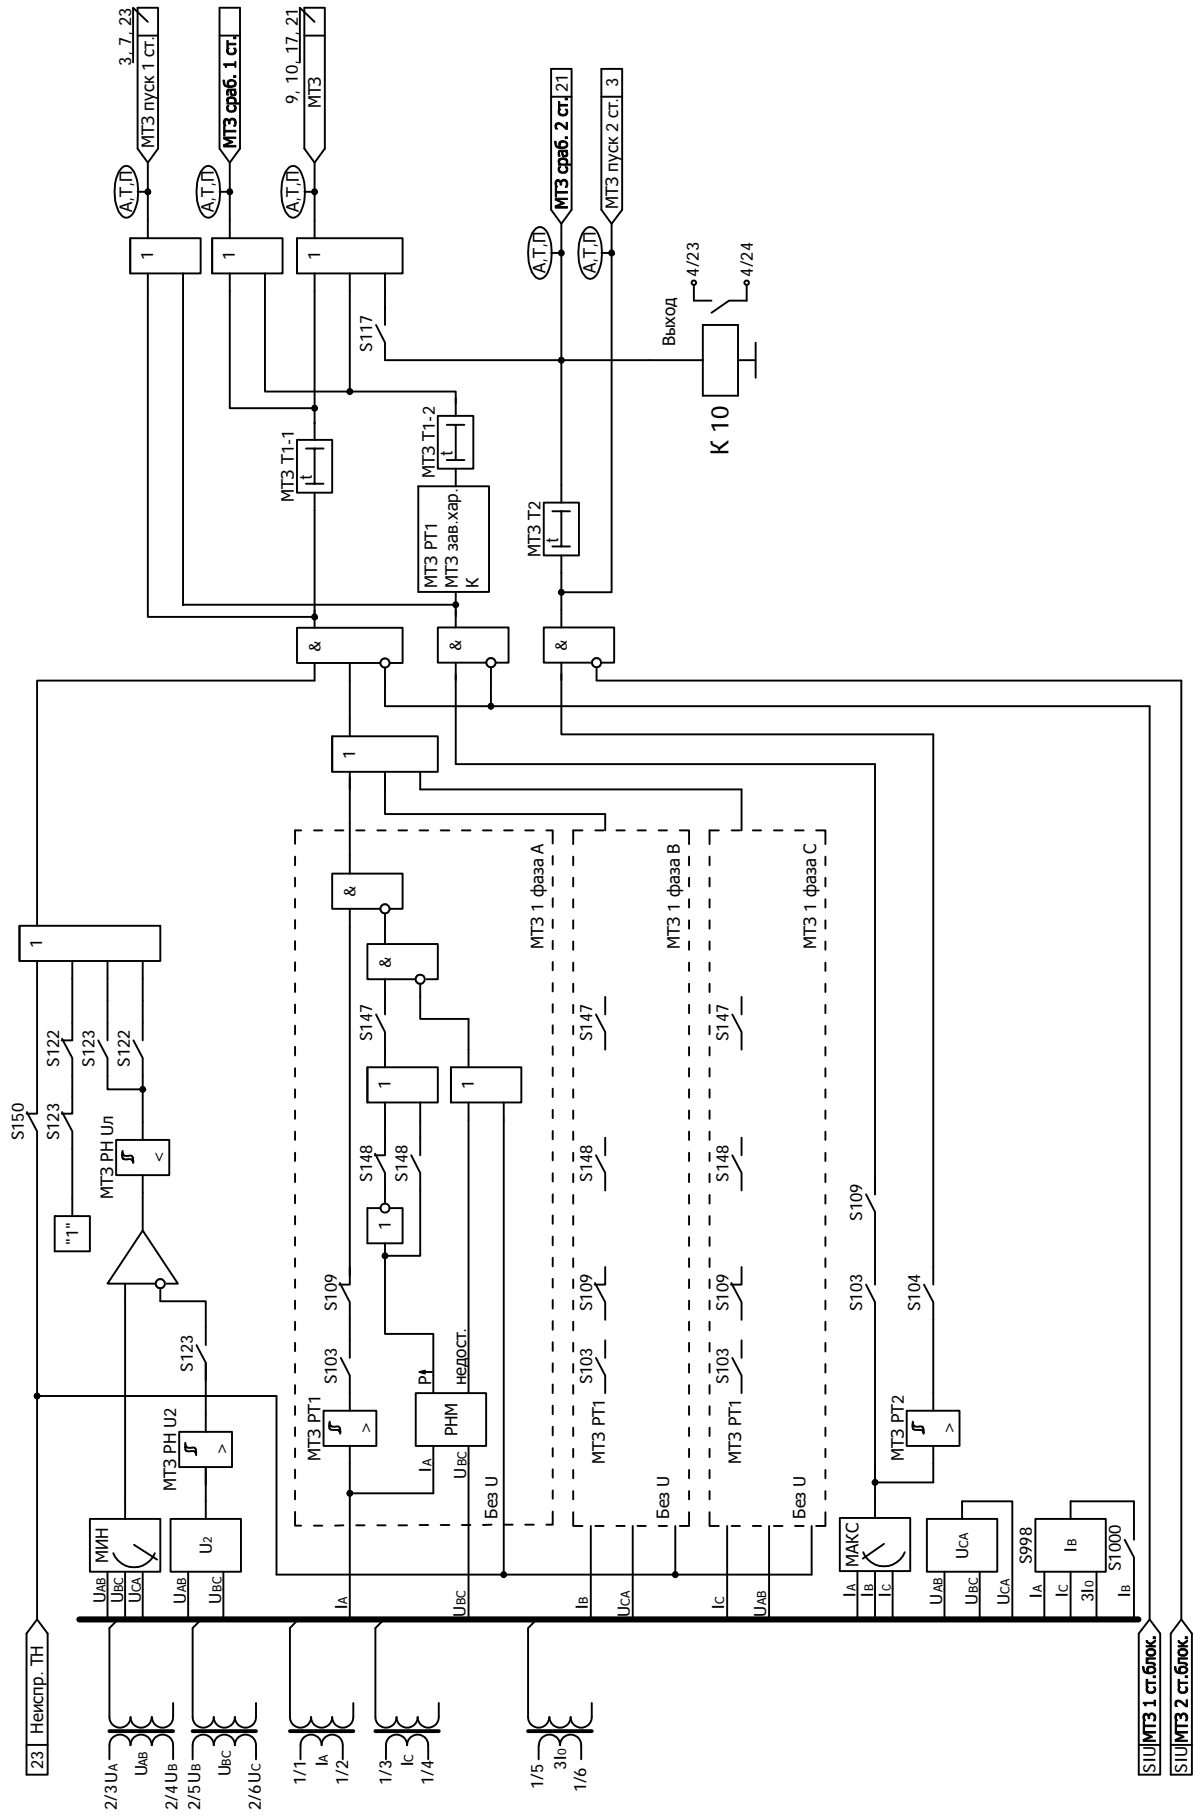 23 Неиспр. ТН
2/3 UA
UAB
2/4 UB
2/5 UB
UBC
2/6 UC
1/1
IA
1/2
1/3
IC
1/4
1/5
3I0
1/6
SIU МТЗ 1 ст.блок.
SIU МТЗ 2 ст.блок.
UAB
UBC
UCA
МИН
UAB
UBC
U2
МТЗ РН U2
>
S123
МТЗ РН Uл
<
"1"
S150
S123
S122
S123
S122
1
IA
UBC
МТЗ РТ1
>
IA
UBC
РНМ
P
недост.
Без U
S103
S109
1
S148
S148
1
1
S147
&
&
МТЗ 1 фаза А
IB
UCA
Без U
МТЗ РТ1
S103
S109
S148
S147
МТЗ 1 фаза В
IC
UAB
Без U
МТЗ РТ1
S103
S109
S148
S147
МТЗ 1 фаза С
1
IA
IB
IC
МАКС
МТЗ РТ2
>
S103
S109
S104
UAB
UBC
UCA
UCA
S998
IA
IC
3I0
IB
IB
S1000
&
&
&
МТЗ РТ1
МТЗ зав.хар.
К
МТЗ Т1-1
t
МТЗ Т1-2
t
МТЗ Т2
t
S117
К 10
Выход
4/23
4/24
1
1
1
А,Т,П
А,Т,П
А,Т,П
А,Т,П
А,Т,П
МТЗ пуск 1 ст.
3, 7, 23
МТЗ сраб. 1 ст.
МТЗ
9, 10, 17, 21
МТЗ сраб. 2 ст. 21
МТЗ пуск 2 ст. 3